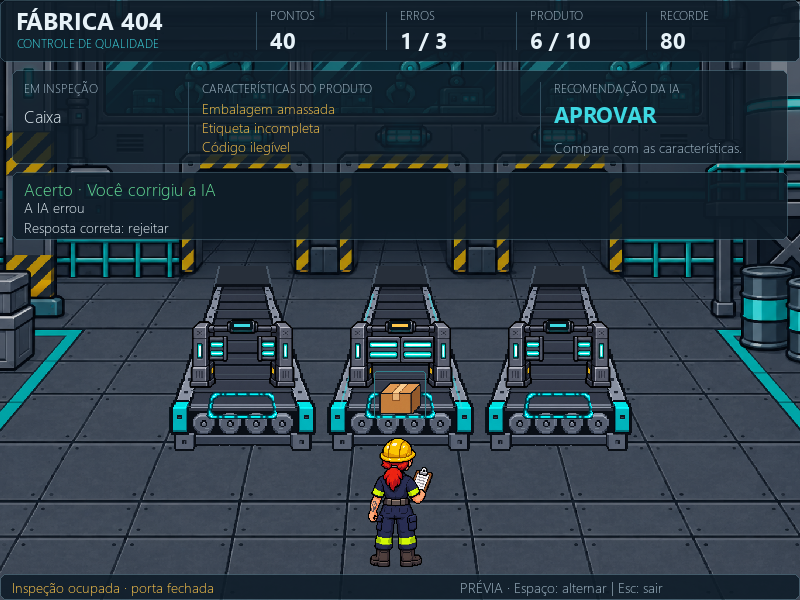 FÁBRICA 404
CONTROLE DE QUALIDADE
PONTOS
40
ERROS
1 / 3
PRODUTO
6 / 10
RECORDE
80
EM INSPEÇÃO
Caixa
CARACTERÍSTICAS DO PRODUTO
Embalagem amassada
Etiqueta incompleta
Código ilegível
RECOMENDAÇÃO DA IA
APROVAR
Compare com as características.
Acerto · Você corrigiu a IA
A IA errou
Resposta correta: rejeitar
Inspeção ocupada · porta fechada
PRÉVIA · Espaço: alternar | Esc: sair